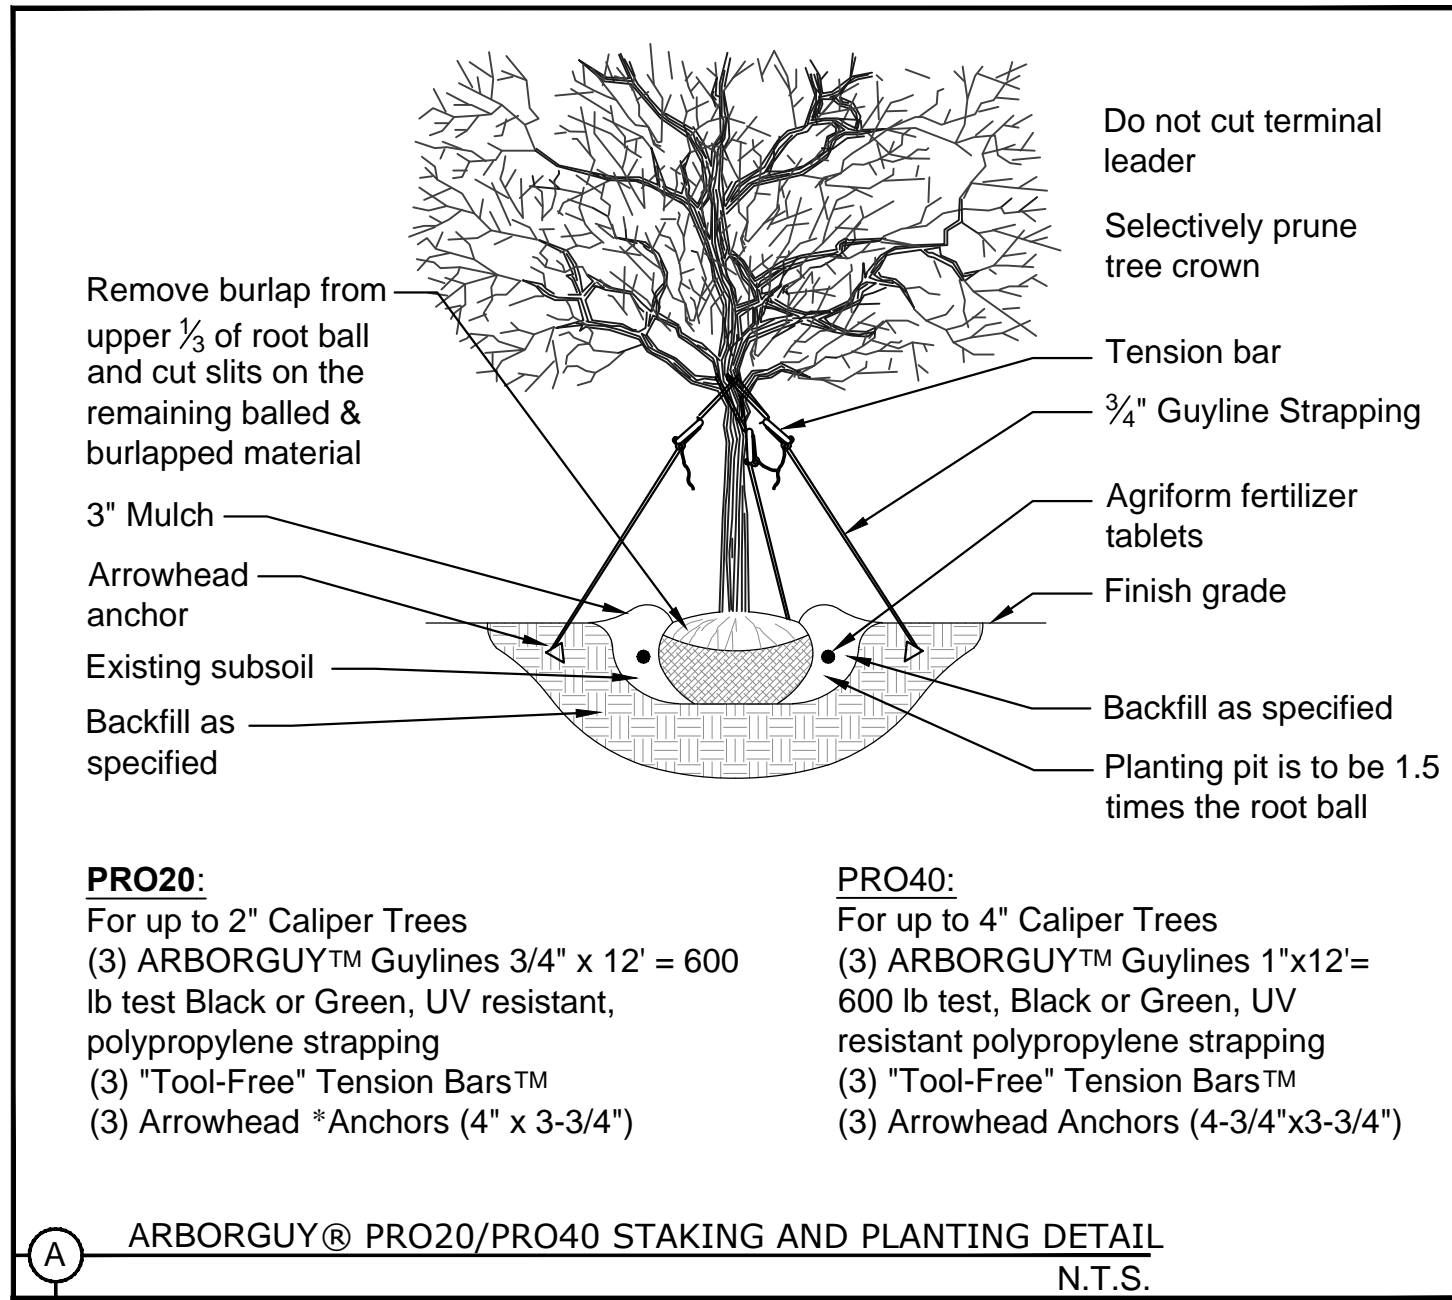 Do not cut terminal
leader
Selectively prune
tree crown
Remove burlap from
upper ⅓ of root ball
and cut slits on the
remaining balled &
burlapped material
3" Mulch
Arrowhead
anchor
Existing subsoil
Backfill as
specified
Tension bar
¾" Guyline Strapping
Agriform fertilizer
tablets
Finish grade
Backfill as specified
Planting pit is to be 1.5
times the root ball
PRO20:
For up to 2" Caliper Trees
(3) ARBORGUY™ Guylines 3/4" x 12' = 600
lb test Black or Green, UV resistant,
polypropylene strapping
(3) "Tool-Free" Tension Bars™
(3) Arrowhead *Anchors (4" x 3-3/4")
PRO40:
For up to 4" Caliper Trees
(3) ARBORGUY™ Guylines 1"x12'=
600 lb test, Black or Green, UV
resistant polypropylene strapping
(3) "Tool-Free" Tension Bars™
(3) Arrowhead Anchors (4-3/4"x3-3/4")
A
ARBORGUY® PRO20/PRO40 STAKING AND PLANTING DETAIL
N.T.S.